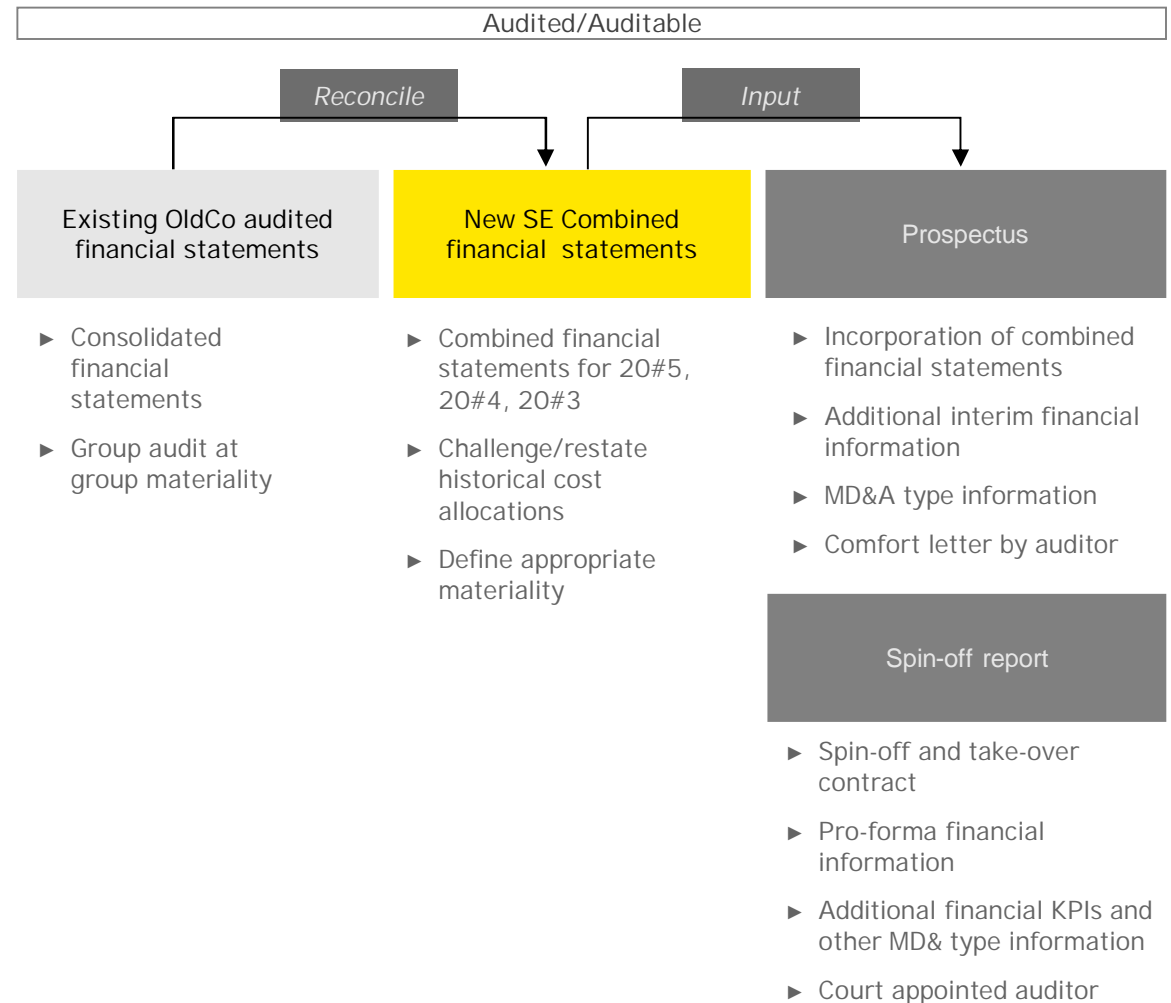 Audited/Auditable
Reconcile
Input
Existing OldCo audited
financial statements
New SE Combined
financial statements
Prospectus
► Consolidated
financial
statements
► Group audit at
group materiality
► Combined financial
statements for 20#5,
20#4, 20#3
► Challenge/restate
historical cost
allocations
► Define appropriate
materiality
► Incorporation of combined
financial statements
► Additional interim financial
information
► MD&A type information
► Comfort letter by auditor
Spin-off report
► Spin-off and take-over
contract
► Pro-forma financial
information
► Additional financial KPIs and
other MD& type information
► Court appointed auditor